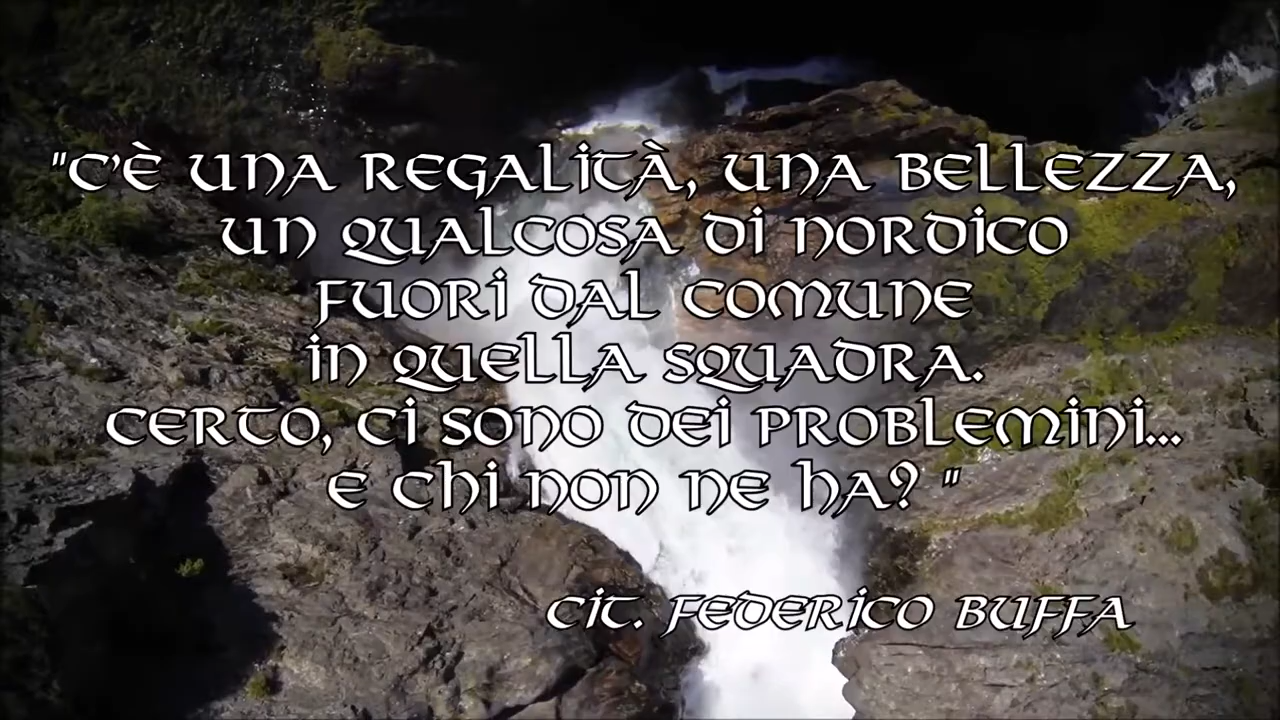 "C'È UNA REGALITÀ, UNA BELLEZZA,
UN QUALCOSA DI NORDICO
FUORI DAL COMUNE
IN QUELLA SQUADRA.
CERTO, CI SONO DEI PROBLEMINI...
E CHI NON NE HA? "
CIT. FEDERICO BUFFA